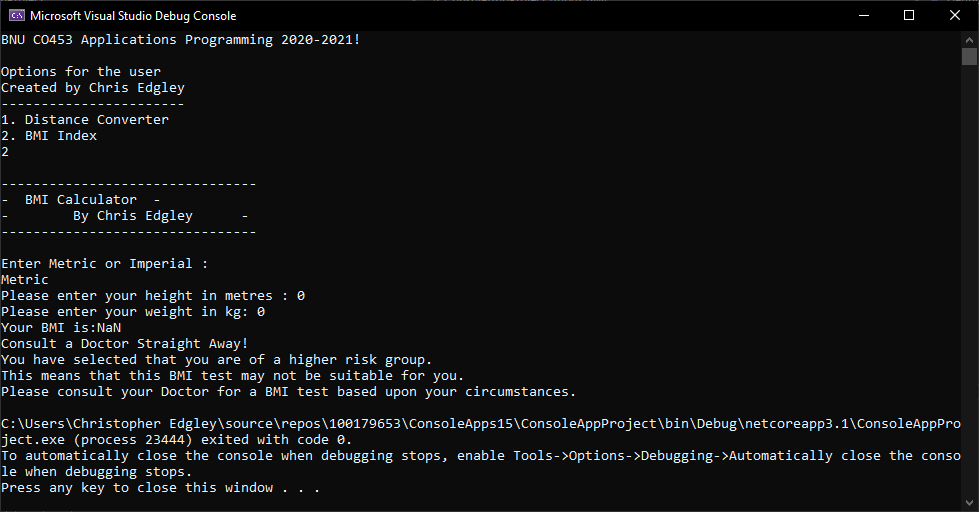 Microsoft Visual Studio Debug Console
BNU CO453 Applications Programming 2020-2021!
Options for the user
Created by Chris Edgley
-----------------------
1. Distance Converter
2. BMI Index
2
--------------------------------
-  BMI Calculator  -
-        By Chris Edgley      -
--------------------------------
Enter Metric or Imperial :
Metric
Please enter your height in metres : 0
Please enter your weight in kg: 0
Your BMI is:NaN
Consult a Doctor Straight Away!
You have selected that you are of a higher risk group.
This means that this BMI test may not be suitable for you.
Please consult your Doctor for a BMI test based upon your circumstances.
C:\Users\Christopher Edgley\source\repos\100179653\ConsoleApps15\ConsoleAppProject\bin\Debug\netcoreapp3.1\ConsoleAppPro
ject.exe (process 23444) exited with code 0.
To automatically close the console when debugging stops, enable Tools->Options->Debugging->Automatically close the conso
le when debugging stops.
Press any key to close this window . . .